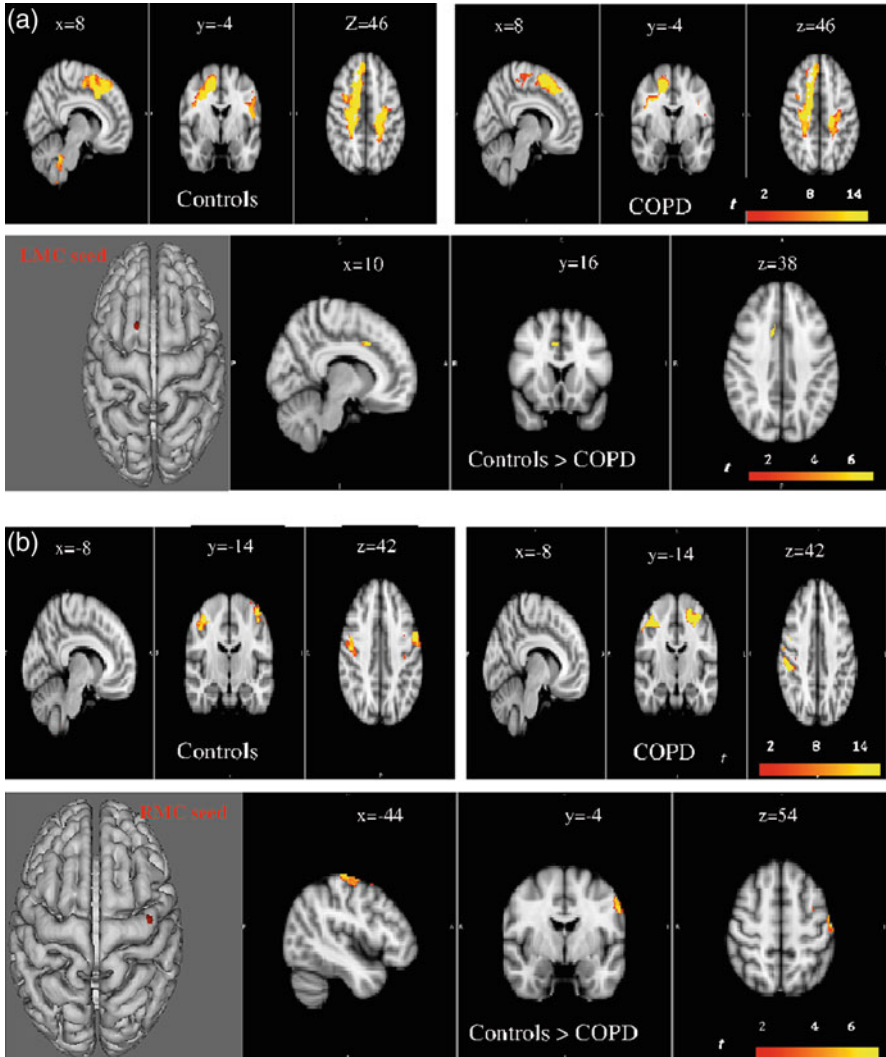 (a)
x=8 y=-4 Z=46 x=8 y=-4 z=46
Controls COPD
t 2 8 14
LMC seed
x=10 y=16 z=38
Controls > COPD
t 2 4 6
(b)
x=-8 y=-14 z=42 x=-8 y=-14 z=42
Controls COPD
t 2 8 14
RMC seed
x=-44 y=-4 z=54
Controls > COPD
t 2 4 6